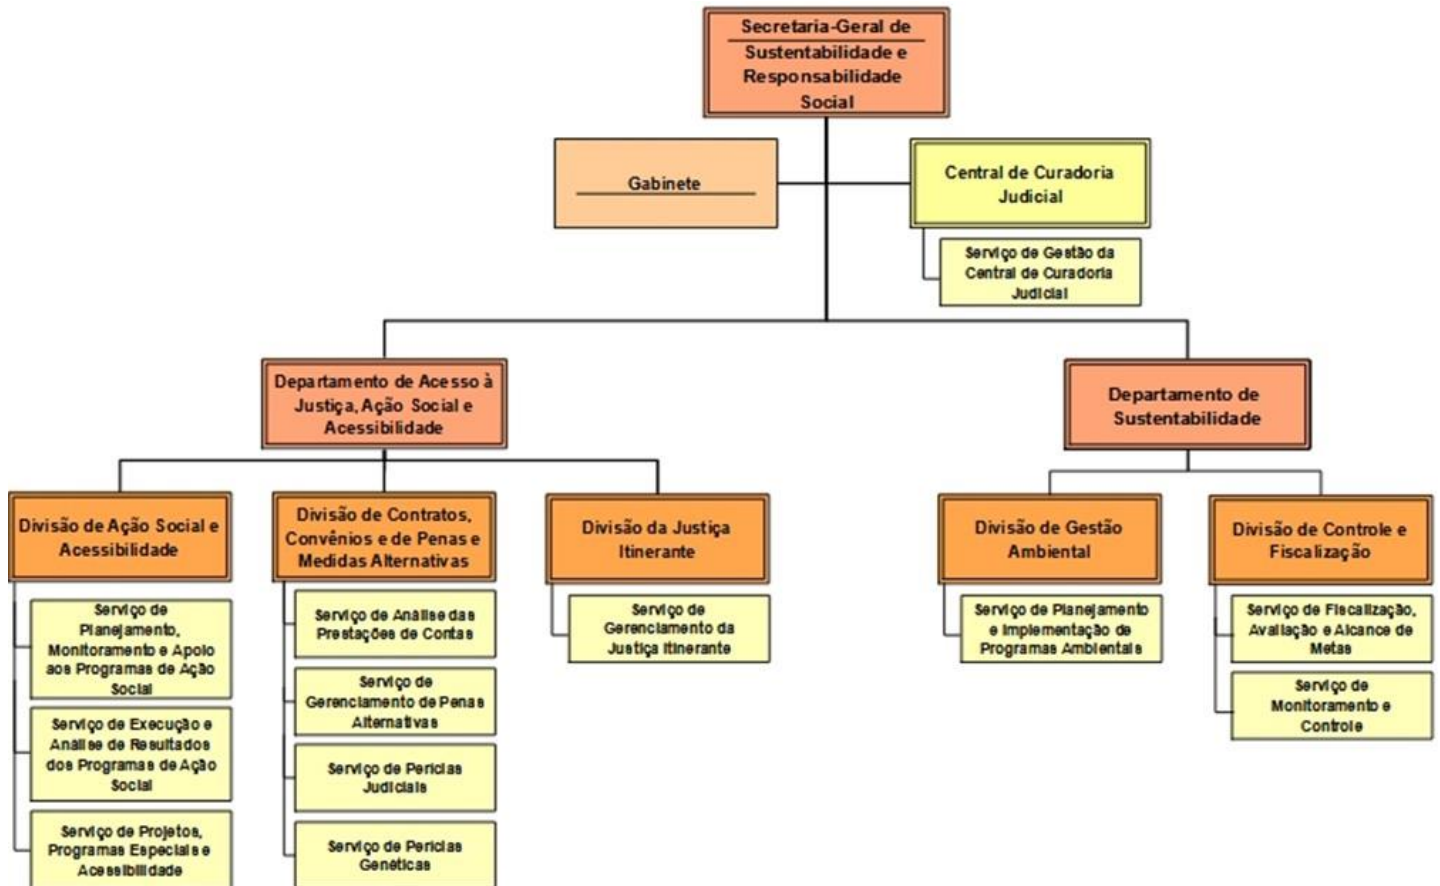 Secretaria-Geral de
Sustentabilidade e
Responsabilidade
Social
Gabinete
Central de Curadoria
Judicial
Serviço de Gestão da
Central de Curadoria
Judicial
Departamento de Acesso à
Justiça, Ação Social e
Acessibilidade
Departamento de
Sustentabilidade
Divisão de Ação Social e
Acessibilidade
Serviço de
Planejamento,
Monitoramento e Apoio
aos Programas de Ação
Social
Serviço de Execução e
Análise de Resultados
dos Programas de Ação
Social
Serviço de Projetos,
Programas Especiais e
Acessibilidade
Divisão de Contratos,
Convênios e de Penas e
Medidas Alternativas
Serviço de Análise das
Prestações de Contas
Serviço de
Gerenciamento de Penas
Alternativas
Serviço de Perícias
Judiciais
Serviço de Perícias
Genéticas
Divisão da Justiça
Itinerante
Serviço de
Gerenciamento da
Justiça Itinerante
Divisão de Gestão
Ambiental
Serviço de Planejamento
e Implementação de
Programas Ambientais
Divisão de Controle e
Fiscalização
Serviço de Fiscalização,
Avaliação e Alcance de
Metas
Serviço de
Monitoramento e
Controle